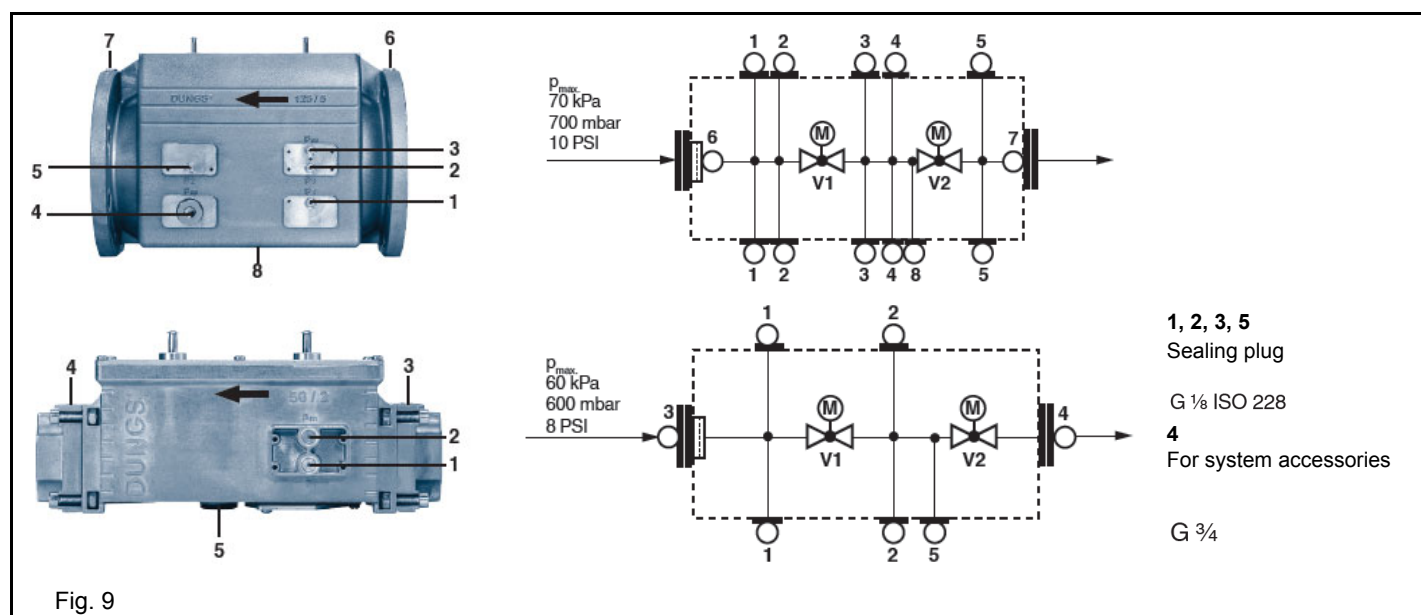 7
6
DUNGS
125 / 5
5
3
2
4
1
8
1 2 3 4 5
pmax.
70 kPa
700 mbar
10 PSI
6 M M 7
V1 V2
1 2 3 4 8 5
4
3
50 / 2
DUNGS
2
1
5
1 2
pmax.
60 kPa
600 mbar
8 PSI
3 M M 4
V1 V2
1 2 5
1, 2, 3, 5
Sealing plug
G ⅛ ISO 228
4
For system accessories
G ¾
Fig. 9